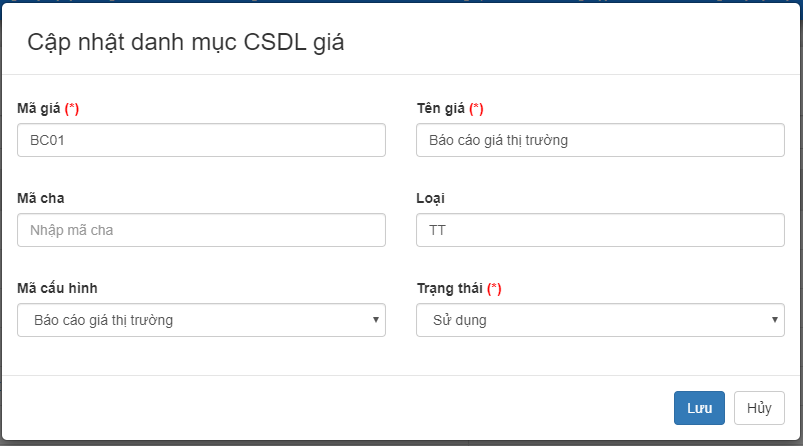 Cập nhật danh mục CSDL giá
Mã giá (*)
Tên giá (*)
BC01
Báo cáo giá thị trường
Mã cha
Loại
Nhập mã cha
TT
Mã cấu hình
Trạng thái (*)
Báo cáo giá thị trường
Sử dụng
Lưu
Hủy